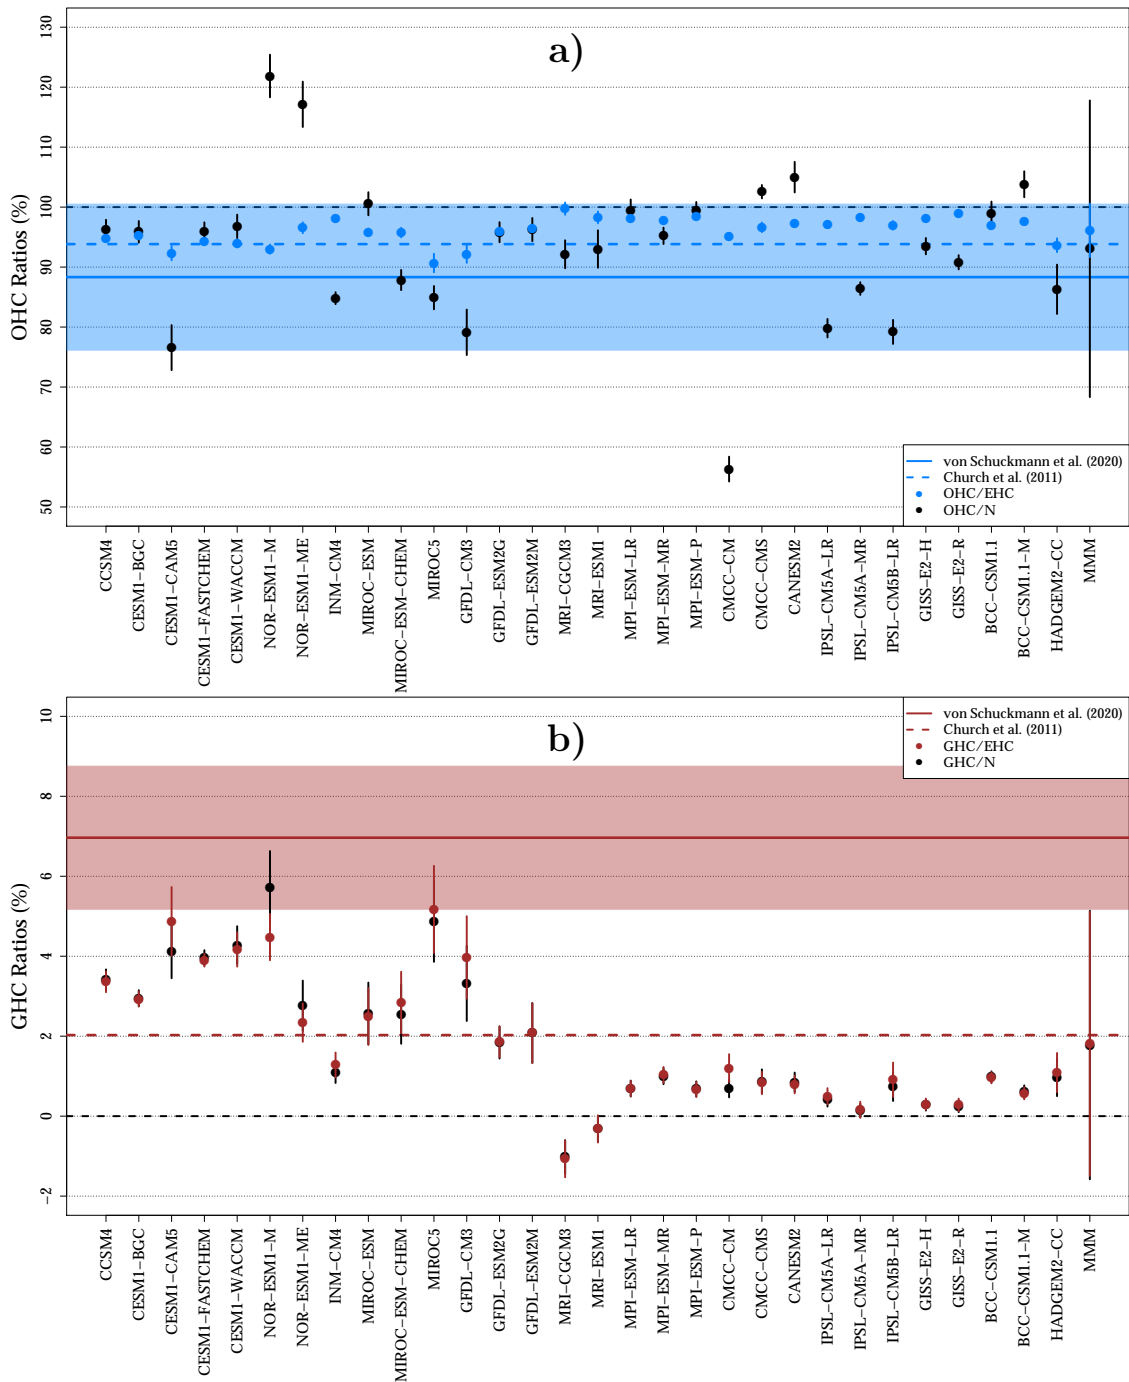 a)
OHC Ratios (%)
130
120
110
100
90
80
70
60
50
von Schuckmann et al. (2020)
Church et al. (2011)
OHC/EHC
OHC/N
CCSM4
CESM1−BGC
CESM1−CAM5
CESM1−FASTCHEM
CESM1−WACCM
NOR−ESM1−M
NOR−ESM1−ME
INM−CM4
MIROC−ESM
MIROC−ESM−CHEM
MIROC5
GFDL−CM3
GFDL−ESM2G
GFDL−ESM2M
MRI−CGCM3
MRI−ESM1
MPI−ESM−LR
MPI−ESM−MR
MPI−ESM−P
CMCC−CM
CMCC−CMS
CANESM2
IPSL−CM5A−LR
IPSL−CM5A−MR
IPSL−CM5B−LR
GISS−E2−H
GISS−E2−R
BCC−CSM1.1
BCC−CSM1.1−M
HADGEM2−CC
MMM
b)
GHC Ratios (%)
10
8
6
4
2
0
−2
von Schuckmann et al. (2020)
Church et al. (2011)
GHC/EHC
GHC/N
CCSM4
CESM1−BGC
CESM1−CAM5
CESM1−FASTCHEM
CESM1−WACCM
NOR−ESM1−M
NOR−ESM1−ME
INM−CM4
MIROC−ESM
MIROC−ESM−CHEM
MIROC5
GFDL−CM3
GFDL−ESM2G
GFDL−ESM2M
MRI−CGCM3
MRI−ESM1
MPI−ESM−LR
MPI−ESM−MR
MPI−ESM−P
CMCC−CM
CMCC−CMS
CANESM2
IPSL−CM5A−LR
IPSL−CM5A−MR
IPSL−CM5B−LR
GISS−E2−H
GISS−E2−R
BCC−CSM1.1
BCC−CSM1.1−M
HADGEM2−CC
MMM